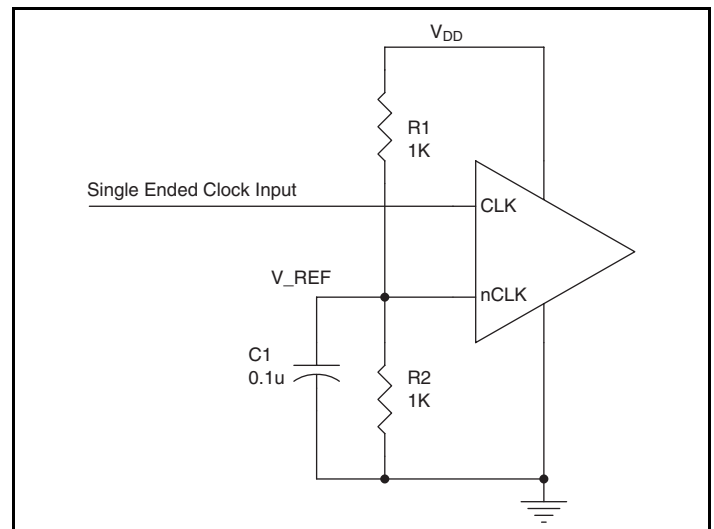 VDD
R1
1K
Single Ended Clock Input
CLK
V_REF
nCLK
C1
0.1u
R2
1K